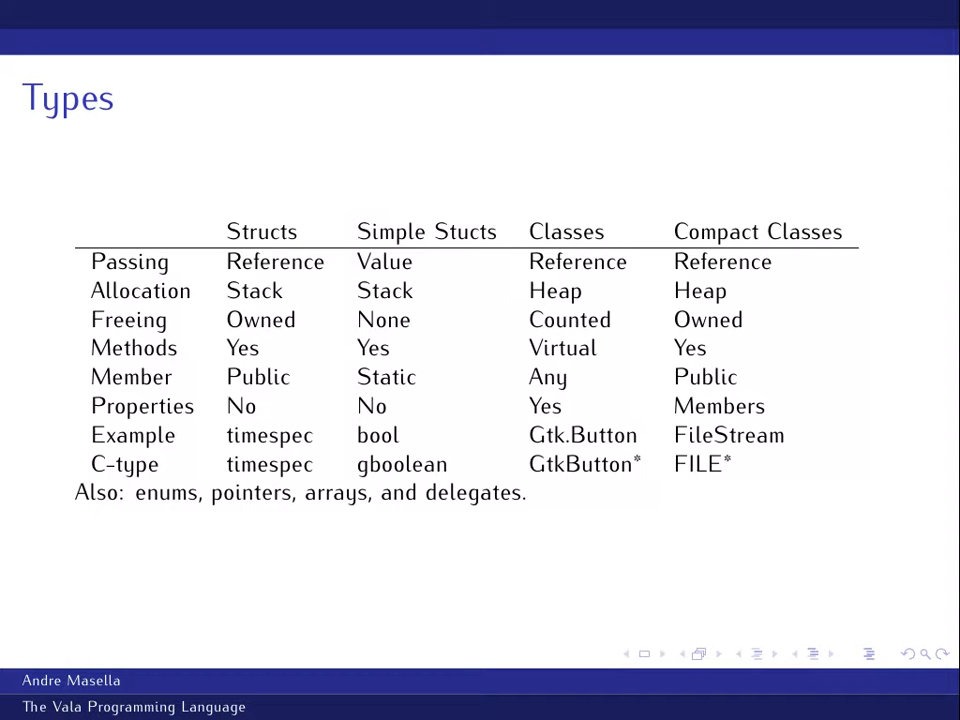 Types
Structs Simple Stucts Classes Compact Classes
Passing Reference Value Reference Reference
Allocation Stack Stack Heap Heap
Freeing Owned None Counted Owned
Methods Yes Yes Virtual Yes
Member Public Static Any Public
Properties No No Yes Members
Example timespec bool Gtk.Button FileStream
C-type timespec gboolean GtkButton* FILE*
Also: enums, pointers, arrays, and delegates.
Andre Masella
The Vala Programming Language